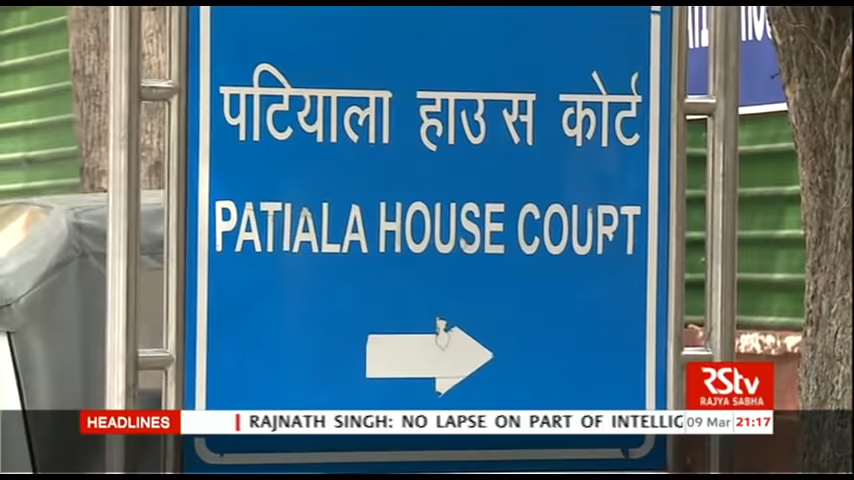 पटियाला हाउस कोर्ट
PATIALA HOUSE COURT
RStv
RAJYA SABHA
HEADLINES
RAJNATH SINGH: NO LAPSE ON PART OF
09 Mar 21:17